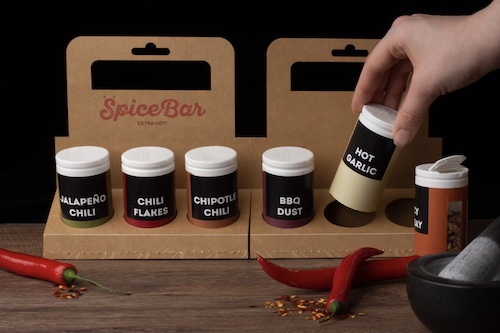 SpiceBar
EXTRA HOT!
JALAPEÑO
CHILI
CHILI
FLAKES
CHIPOTLE
CHILI
BBQ
DUST
HOT
GARLIC